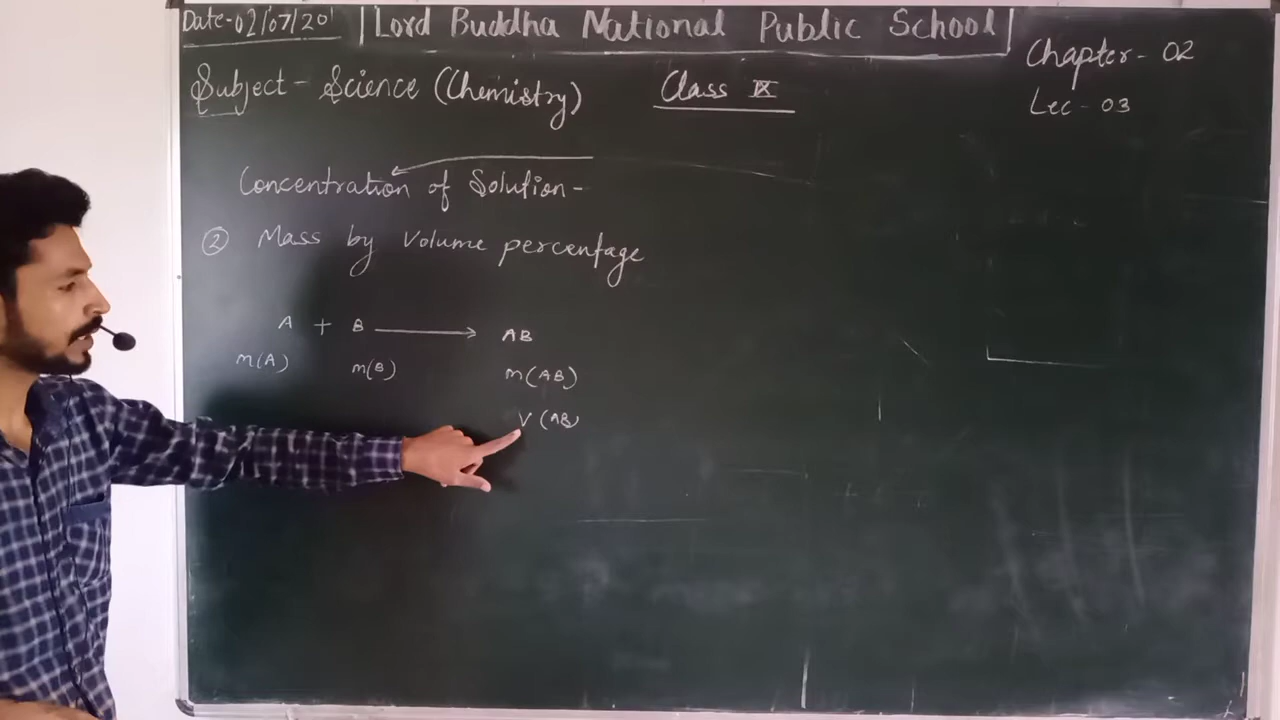 Date-02/07/20
Lord Buddha National Public School
Chapter- 02
Lec - 03
Subject - Science (Chemistry)
Class IX
Concentration of Solution-
② Mass by Volume percentage
A + B ⟶ AB
m(A) m(B) m(AB)
V(AB)